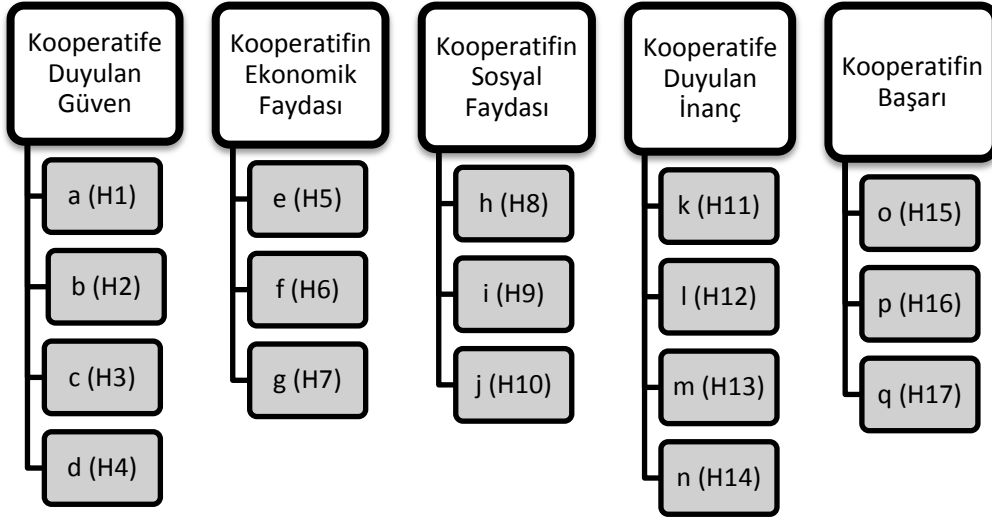 Kooperatife
Duyulan
Güven
a (H1)
b (H2)
c (H3)
d (H4)
Kooperatifin
Ekonomik
Faydası
e (H5)
f (H6)
g (H7)
Kooperatifin
Sosyal
Faydası
h (H8)
i (H9)
j (H10)
Kooperatife
Duyulan
İnanç
k (H11)
l (H12)
m (H13)
n (H14)
Kooperatifin
Başarı
o (H15)
p (H16)
q (H17)